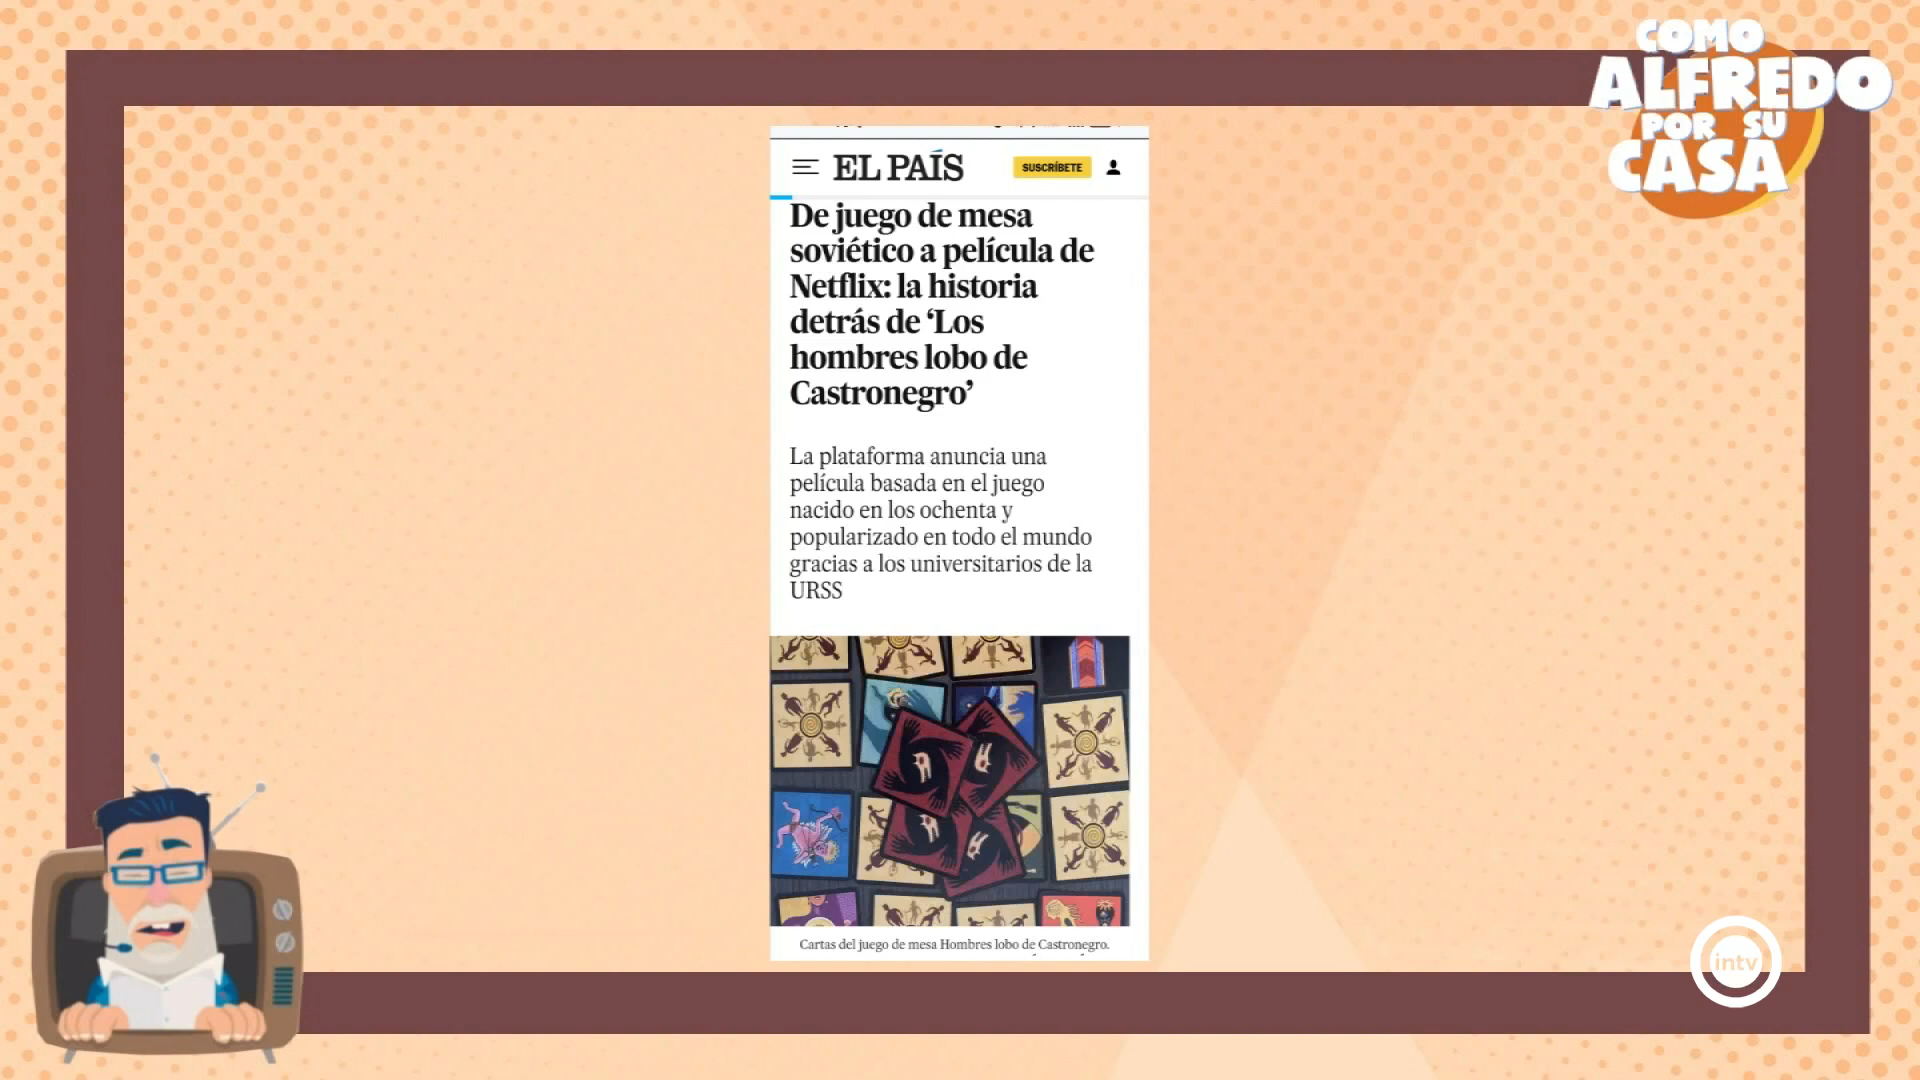 COMO
ALFREDO
POR SU
CASA
EL PAÍS
SUSCRÍBETE
De juego de mesa
soviético a película de
Netflix: la historia
detrás de ‘Los
hombres lobo de
Castronegro’
La plataforma anuncia una
película basada en el juego
nacido en los ochenta y
popularizado en todo el mundo
gracias a los universitarios de la
URSS
Cartas del juego de mesa Hombres lobo de Castronegro.
intv